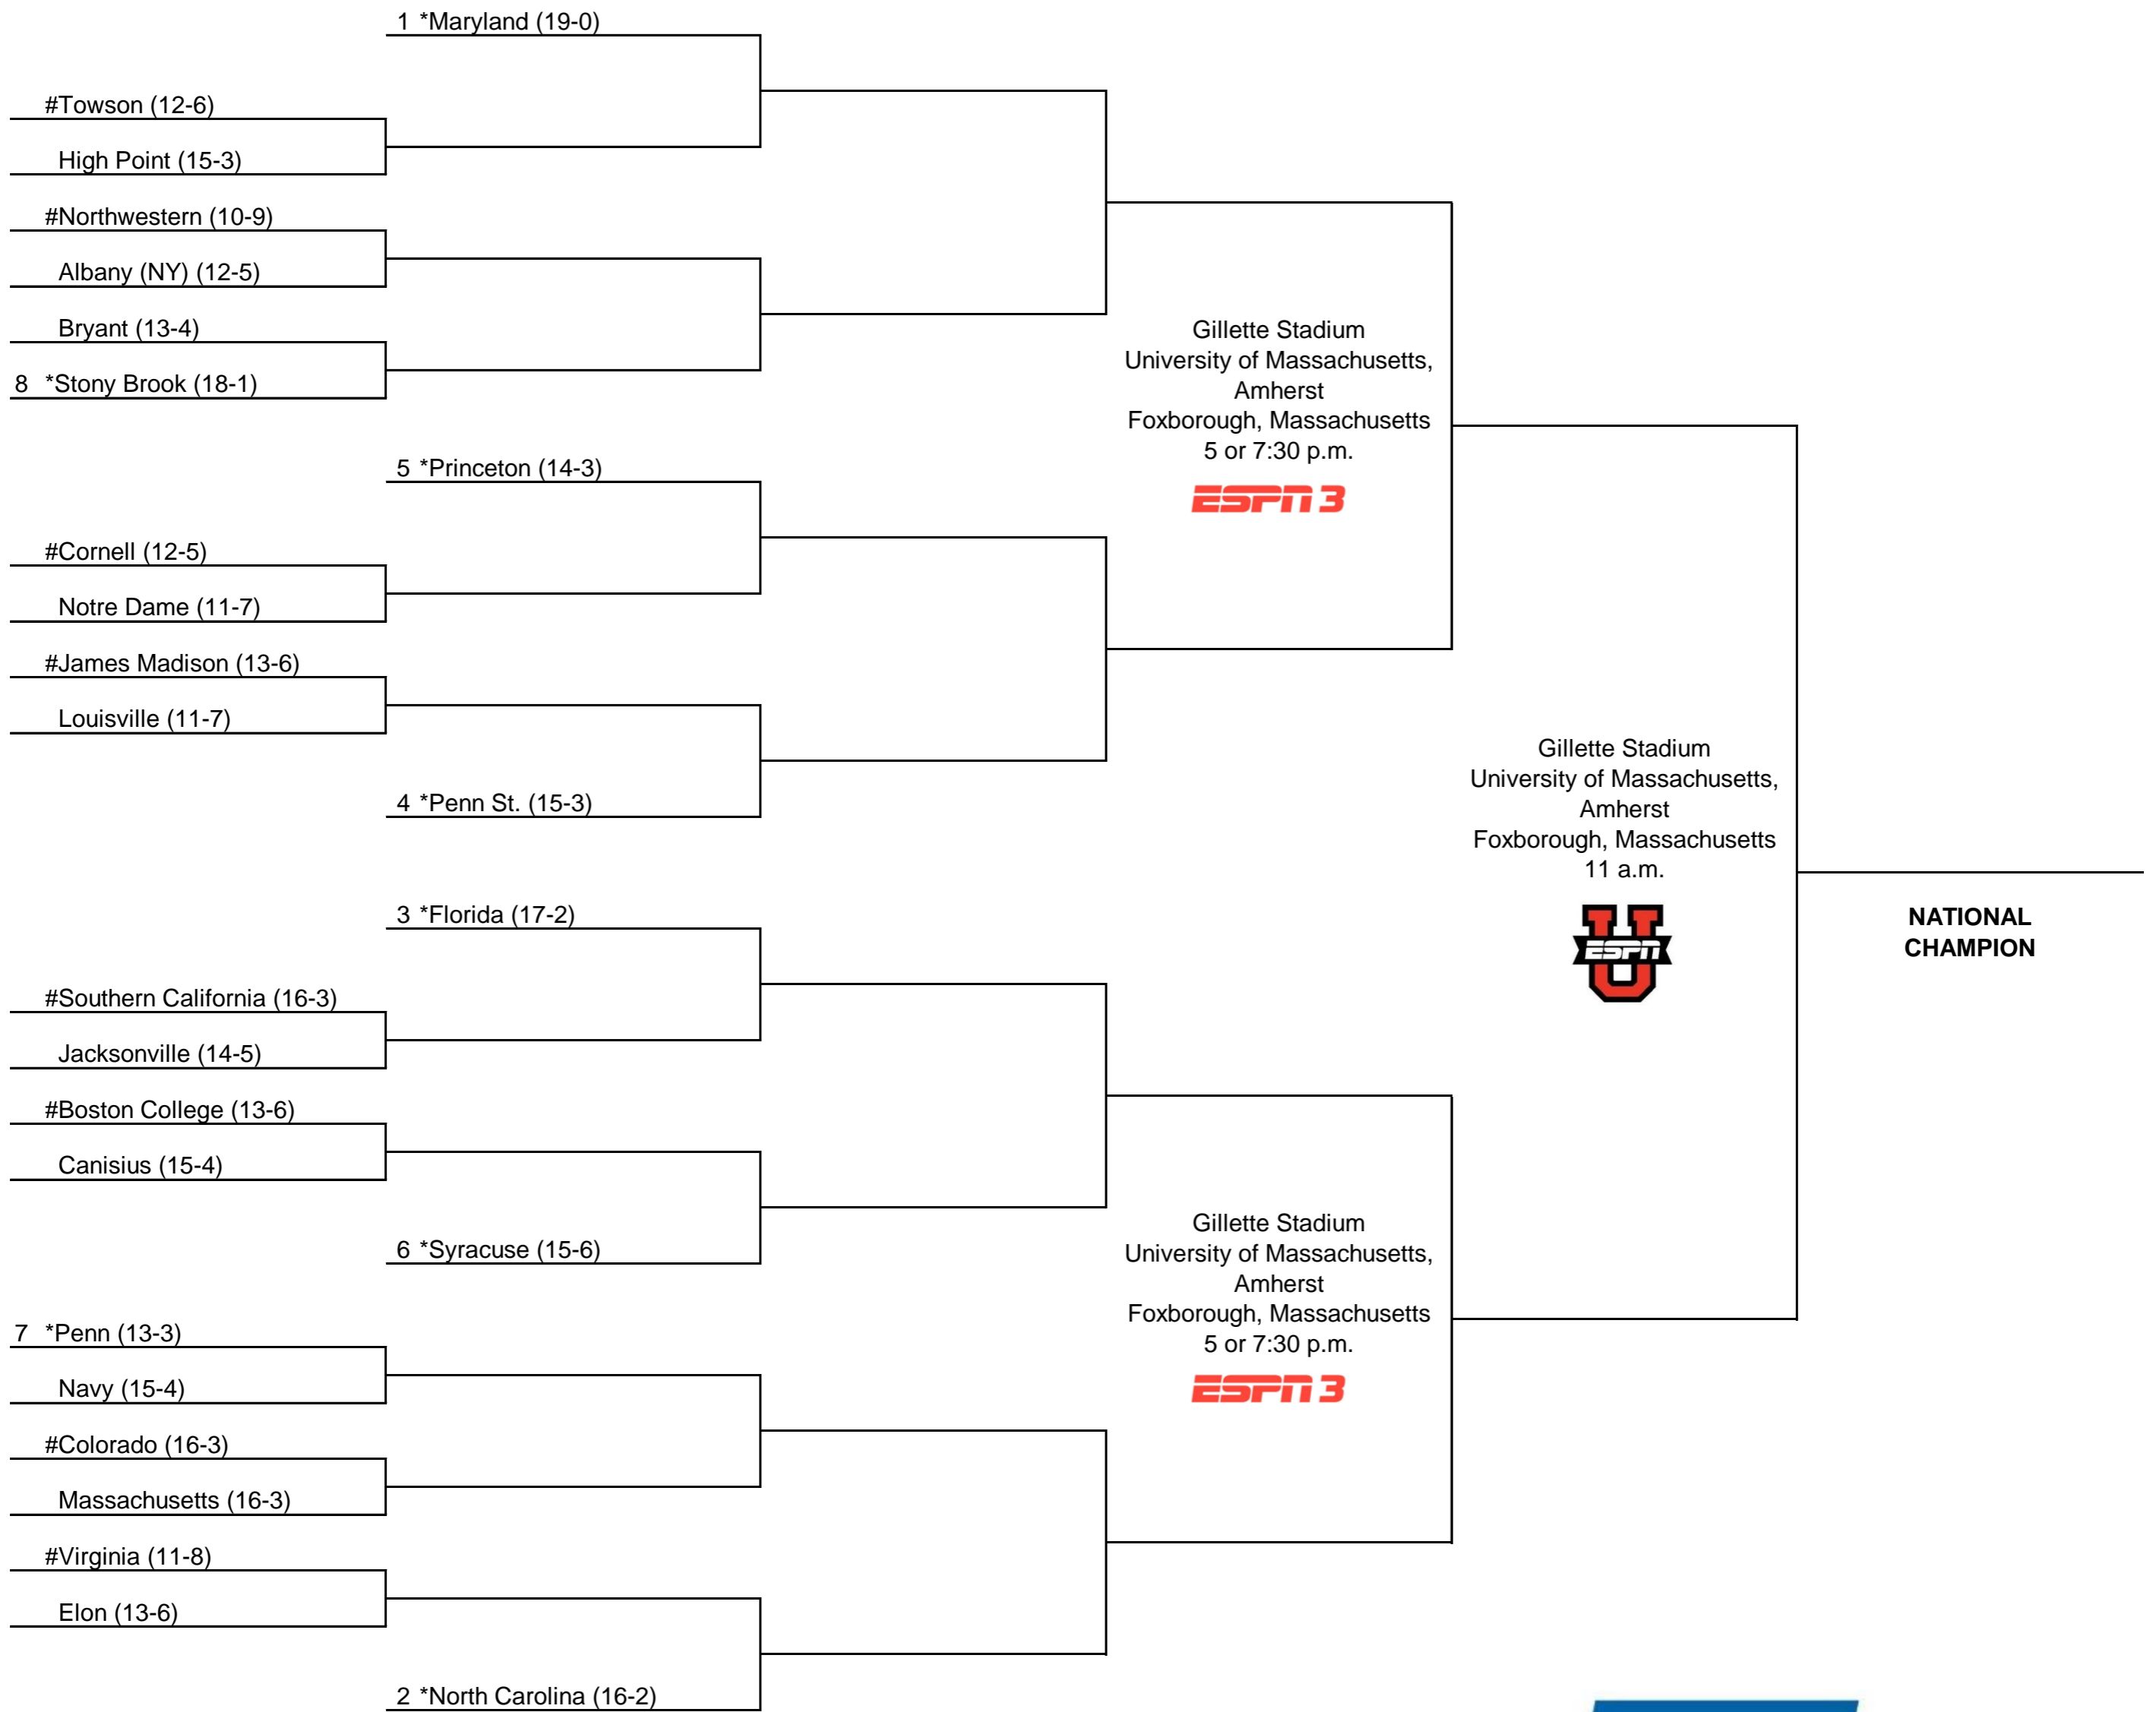 1 *Maryland (19-0)
#Towson (12-6)
High Point (15-3)
#Northwestern (10-9)
Albany (NY) (12-5)
Bryant (13-4)
8 *Stony Brook (18-1)
5 *Princeton (14-3)
#Cornell (12-5)
Notre Dame (11-7)
#James Madison (13-6)
Louisville (11-7)
4 *Penn St. (15-3)
3 *Florida (17-2)
#Southern California (16-3)
Jacksonville (14-5)
#Boston College (13-6)
Canisius (15-4)
6 *Syracuse (15-6)
7 *Penn (13-3)
Navy (15-4)
#Colorado (16-3)
Massachusetts (16-3)
#Virginia (11-8)
Elon (13-6)
2 *North Carolina (16-2)
Gillette Stadium
University of Massachusetts,
Amherst
Foxborough, Massachusetts
5 or 7:30 p.m.
ESPN 3
Gillette Stadium
University of Massachusetts,
Amherst
Foxborough, Massachusetts
5 or 7:30 p.m.
ESPN 3
Gillette Stadium
University of Massachusetts,
Amherst
Foxborough, Massachusetts
11 a.m.
ESPN
U
NATIONAL
CHAMPION